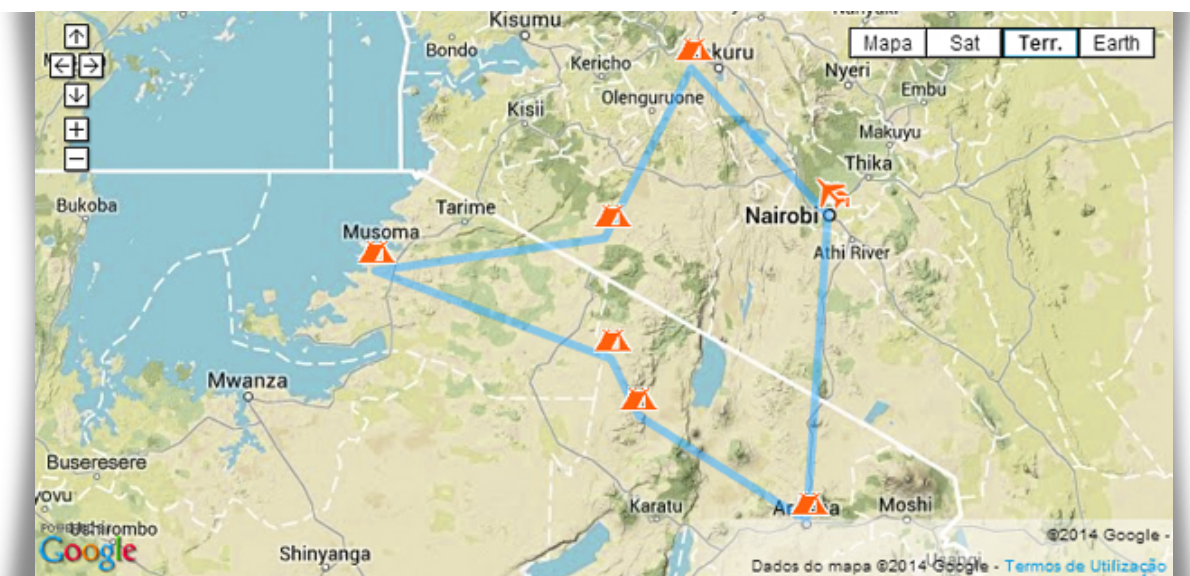 Kisumu
Mapa Sat Terr. Earth
Bondo
kuru
Kericho
Nyeri
Olenguruone
Embu
Kisii
Makuyu
Thika
Bukoba
Tarime
Nairobi
Musoma
Athi River
Mwanza
Buseresere
yovu
Karatu
Moshi
Google
Shinyanga
©2014 Google -
Dados do mapa ©2014 Google - Termos de Utilização